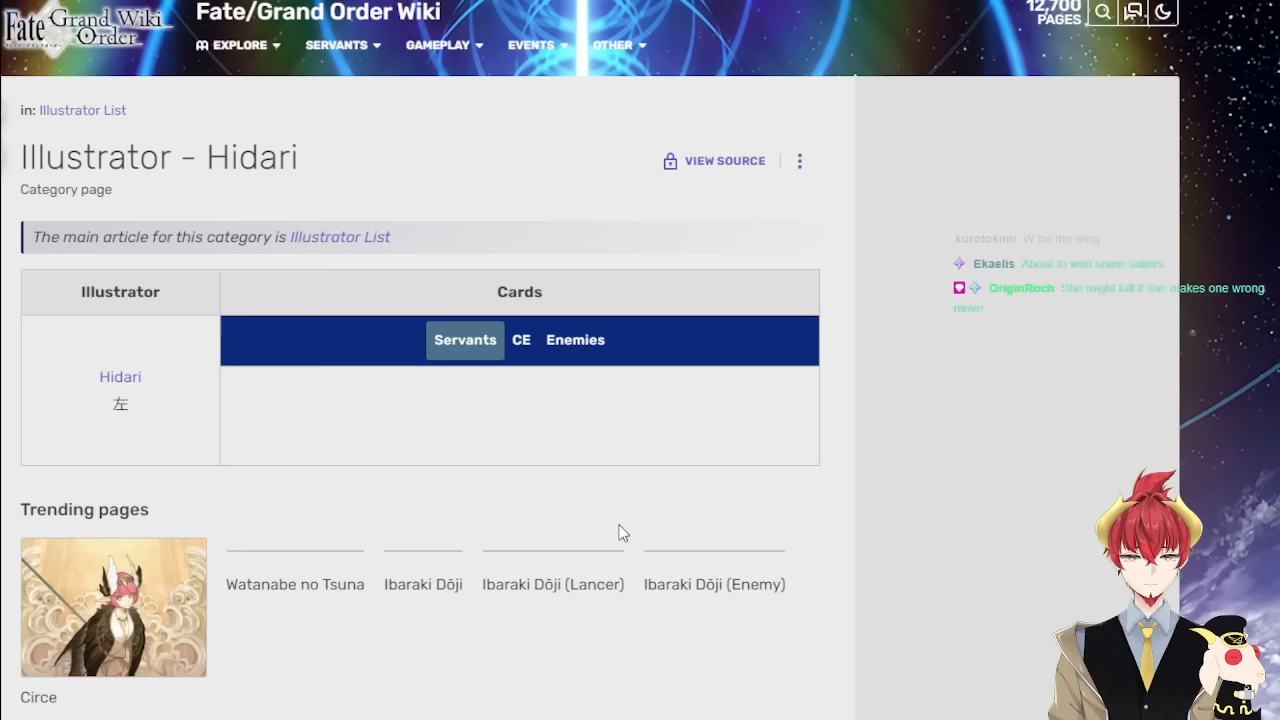 Fate Grand Order Wiki
Fate/Grand Order Wiki
12,700
PAGES
EXPLORE SERVANTS GAMEPLAY EVENTS OTHER
in: Illustrator List
Illustrator - Hidari
VIEW SOURCE
Category page
The main article for this category is Illustrator List
Illustrator Cards
Servants CE Enemies
Hidari
左
kurotokimi W for the wing
Ekaelis About to woo some sailors
OriginRoch She might fall if she makes one wrong
move
Trending pages
Watanabe no Tsuna Ibaraki Dōji Ibaraki Dōji (Lancer) Ibaraki Dōji (Enemy)
Circe